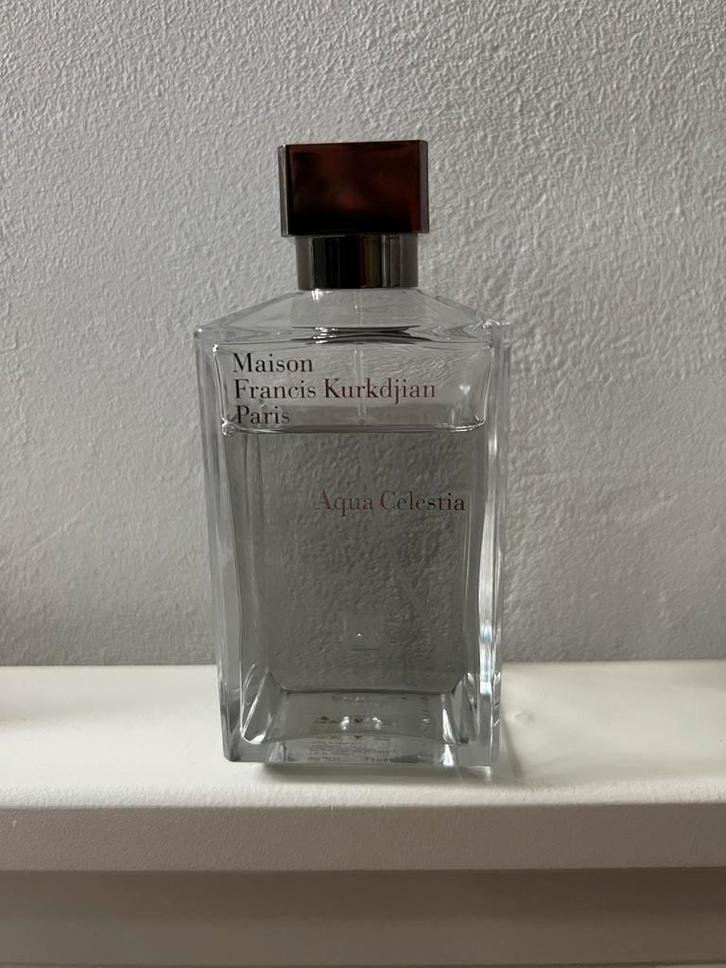 Maison
Francis Kurkdjian
Paris
Aqua Celestia